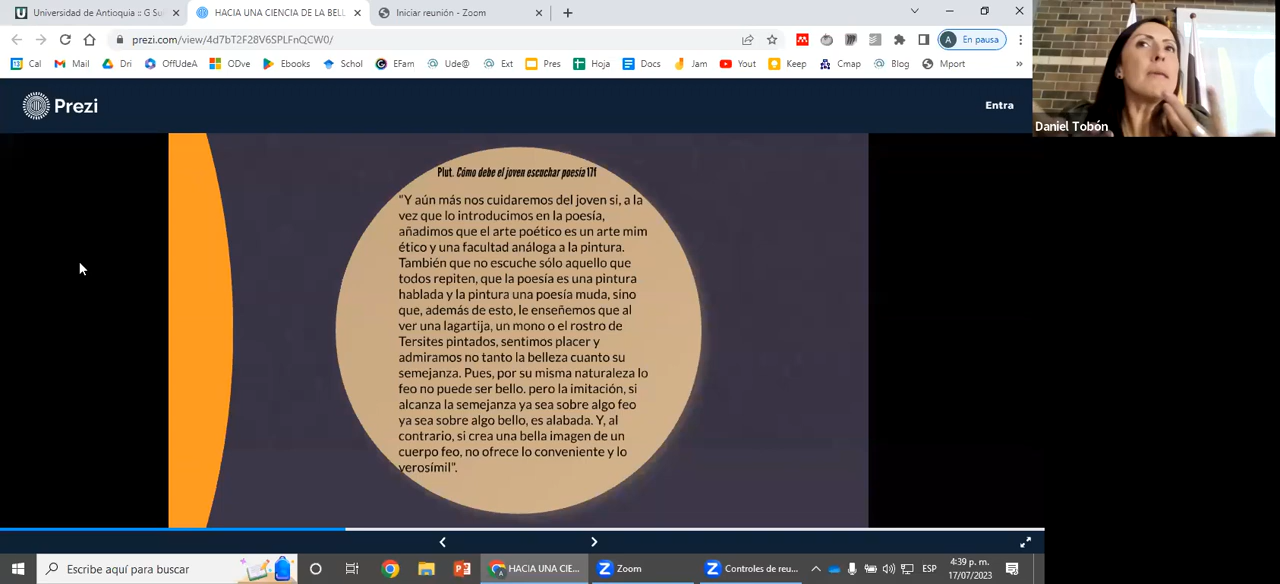 Universidad de Antioquia :: G Su
HACIA UNA CIENCIA DE LA BELL
Iniciar reunión - Zoom
prezi.com/view/4d7bT2F28V6SPLFnQCW0/
A
En pausa
Cal
Mail
Dri
OffUdeA
ODve
Ebooks
Schol
EFam
Ude@
Ext
Pres
Hoja
Docs
Jam
Yout
Keep
Cmap
Blog
Mport
»
Daniel Tobón
Prezi
Entra
Plut. Cómo debe el joven escuchar poesía 17f
“Y aún más nos cuidaremos del joven si, a la
vez que lo introducimos en la poesía,
añadimos que el arte poético es un arte mim
ético y una facultad análoga a la pintura.
También que no escuche sólo aquello que
todos repiten, que la poesía es una pintura
hablada y la pintura una poesía muda, sino
que, además de esto, le enseñemos que al
ver una lagartija, un mono o el rostro de
Tersites pintados, sentimos placer y
admiramos no tanto la belleza cuanto su
semejanza. Pues, por su misma naturaleza lo
feo no puede ser bello. pero la imitación, si
alcanza la semejanza ya sea sobre algo feo
ya sea sobre algo bello, es alabada. Y, al
contrario, si crea una bella imagen de un
cuerpo feo, no ofrece lo conveniente y lo
verosímil”.
Escribe aquí para buscar
HACIA UNA CIE...
Zoom
Controles de reu...
ESP
4:39 p. m.
17/07/2023